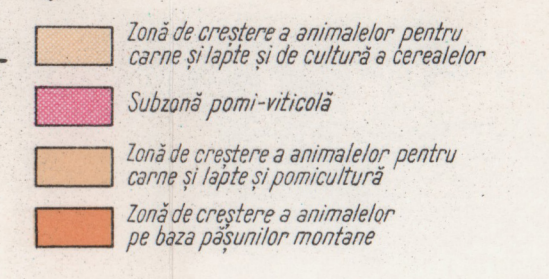 Zonă de creștere a animalelor pentru
carne și lapte și de cultură a cerealelor
Subzonă pomi-viticolă
Zonă de creștere a animalelor pentru
carne și lapte și pomicultură
Zonă de creștere a animalelor
pe baza pășunilor montane